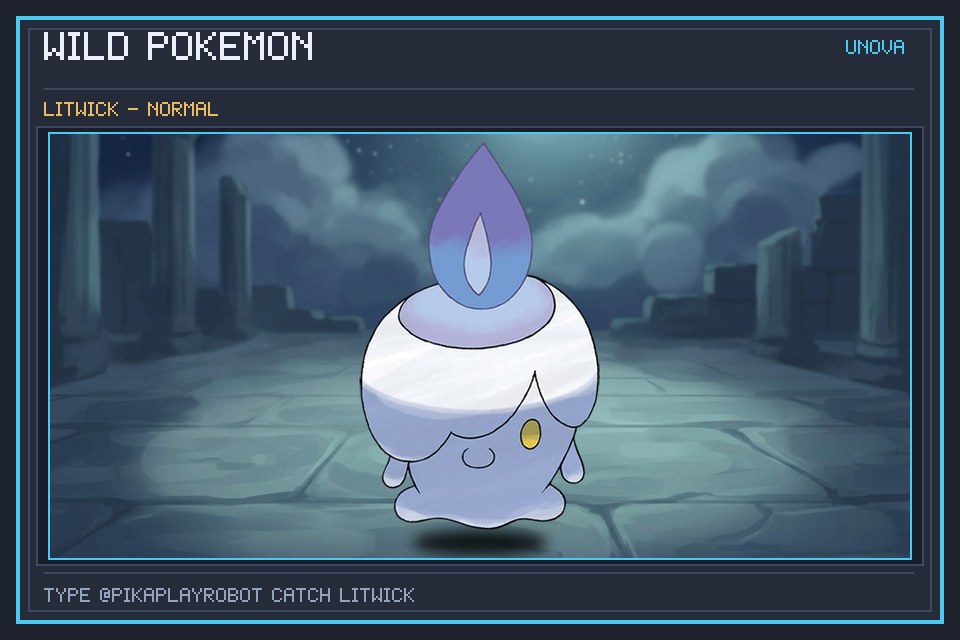 WILD POKEMON
UNOVA
LITWICK - NORMAL
TYPE @PIKAPLAYROBOT CATCH LITWICK